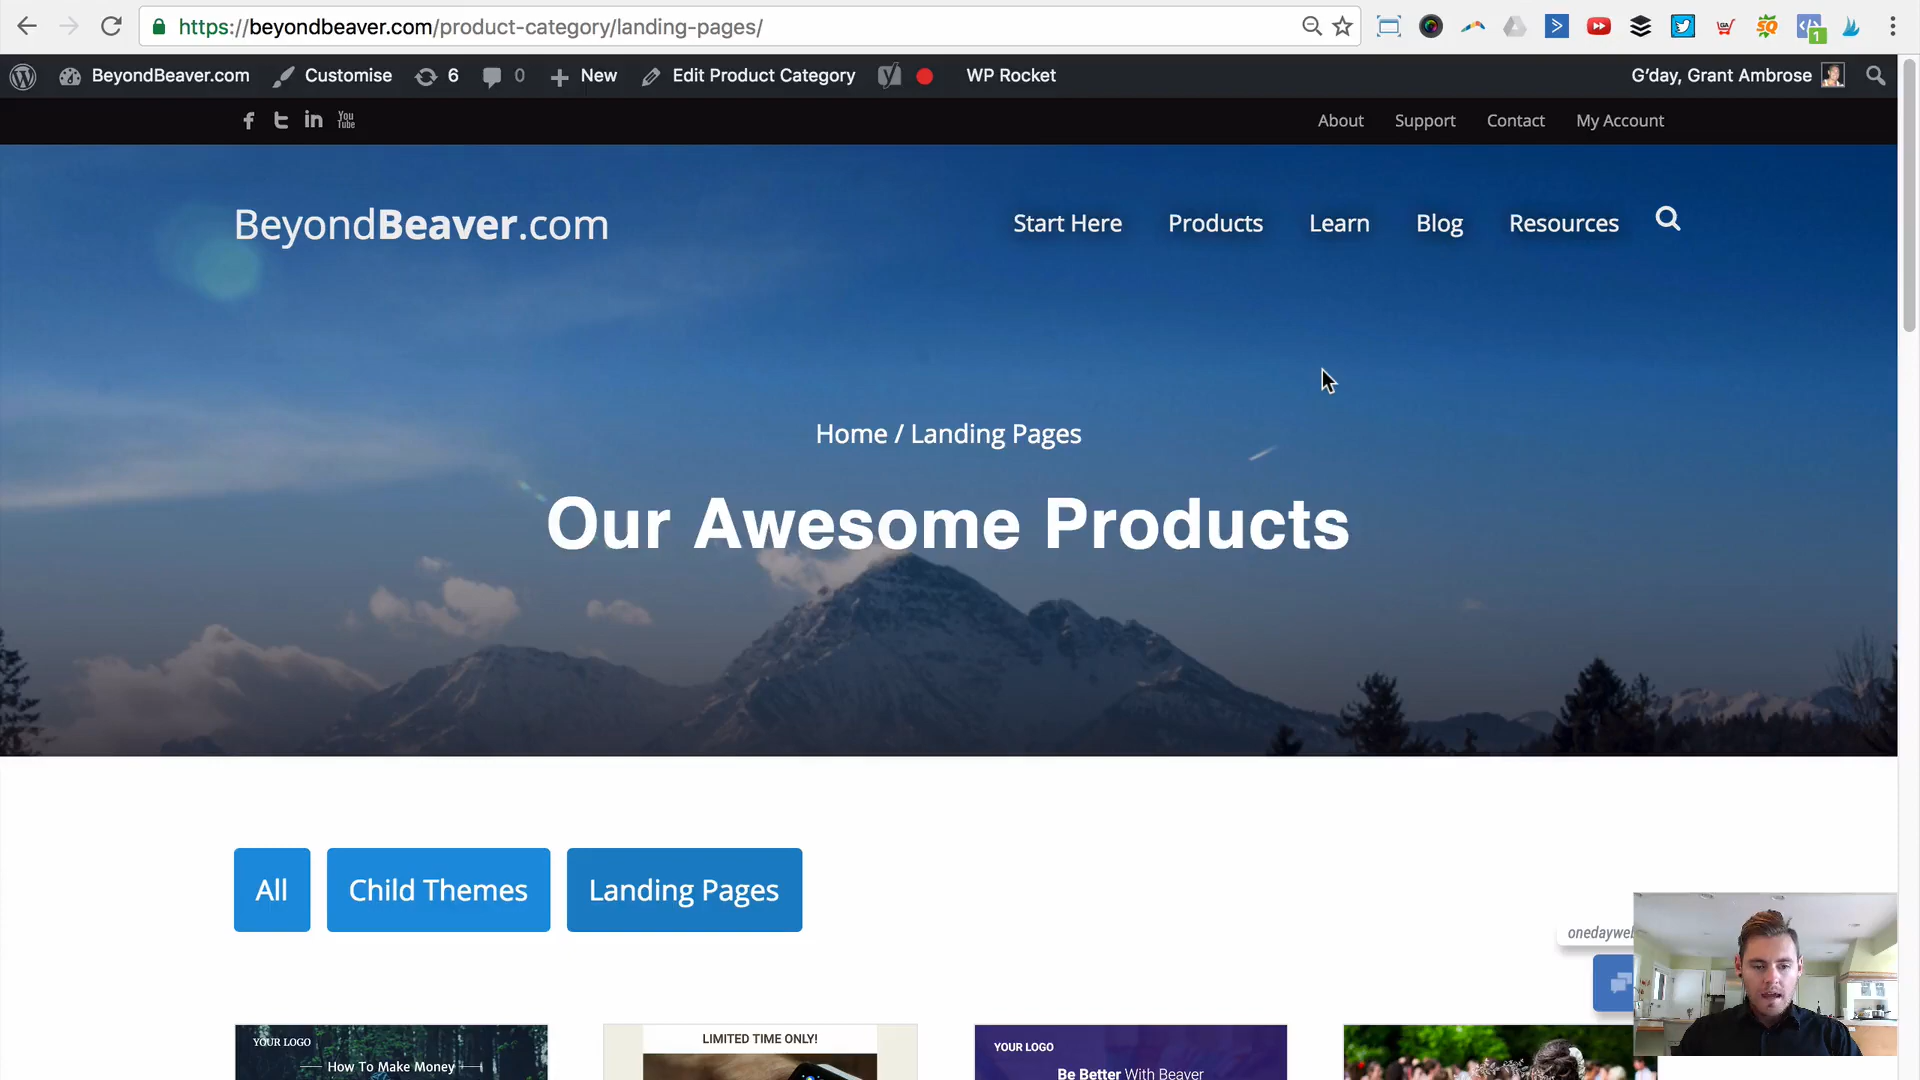 https://beyondbeaver.com/product-category/landing-pages/
1
BeyondBeaver.com
Customise
6
0
New
Edit Product Category
WP Rocket
G'day, Grant Ambrose
You
Tube
About
Support
Contact
My Account
BeyondBeaver.com
Start Here
Products
Learn
Blog
Resources
Home / Landing Pages
Our Awesome Products
All
Child Themes
Landing Pages
YOUR LOGO
How To Make Money
LIMITED TIME ONLY!
YOUR LOGO
Be Better With Beaver